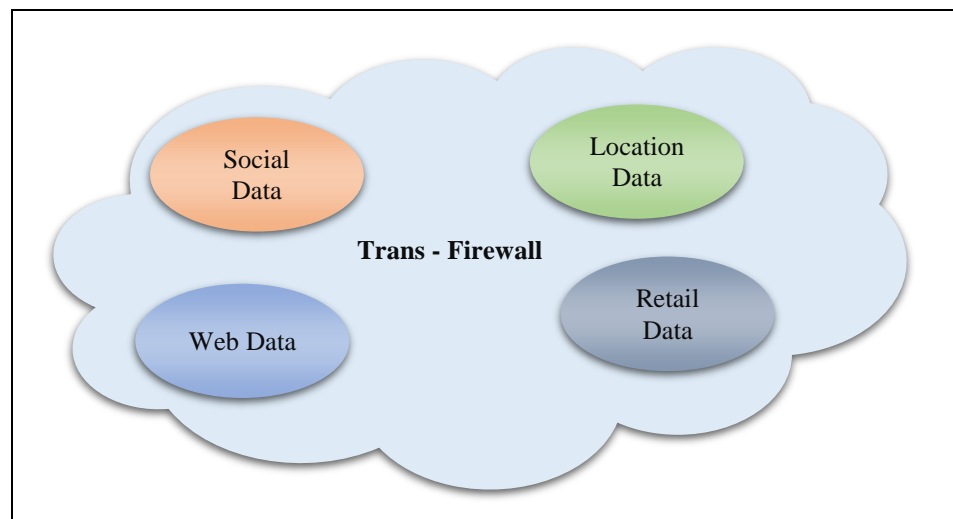 Social
Data
Location
Data
Trans - Firewall
Web Data
Retail
Data